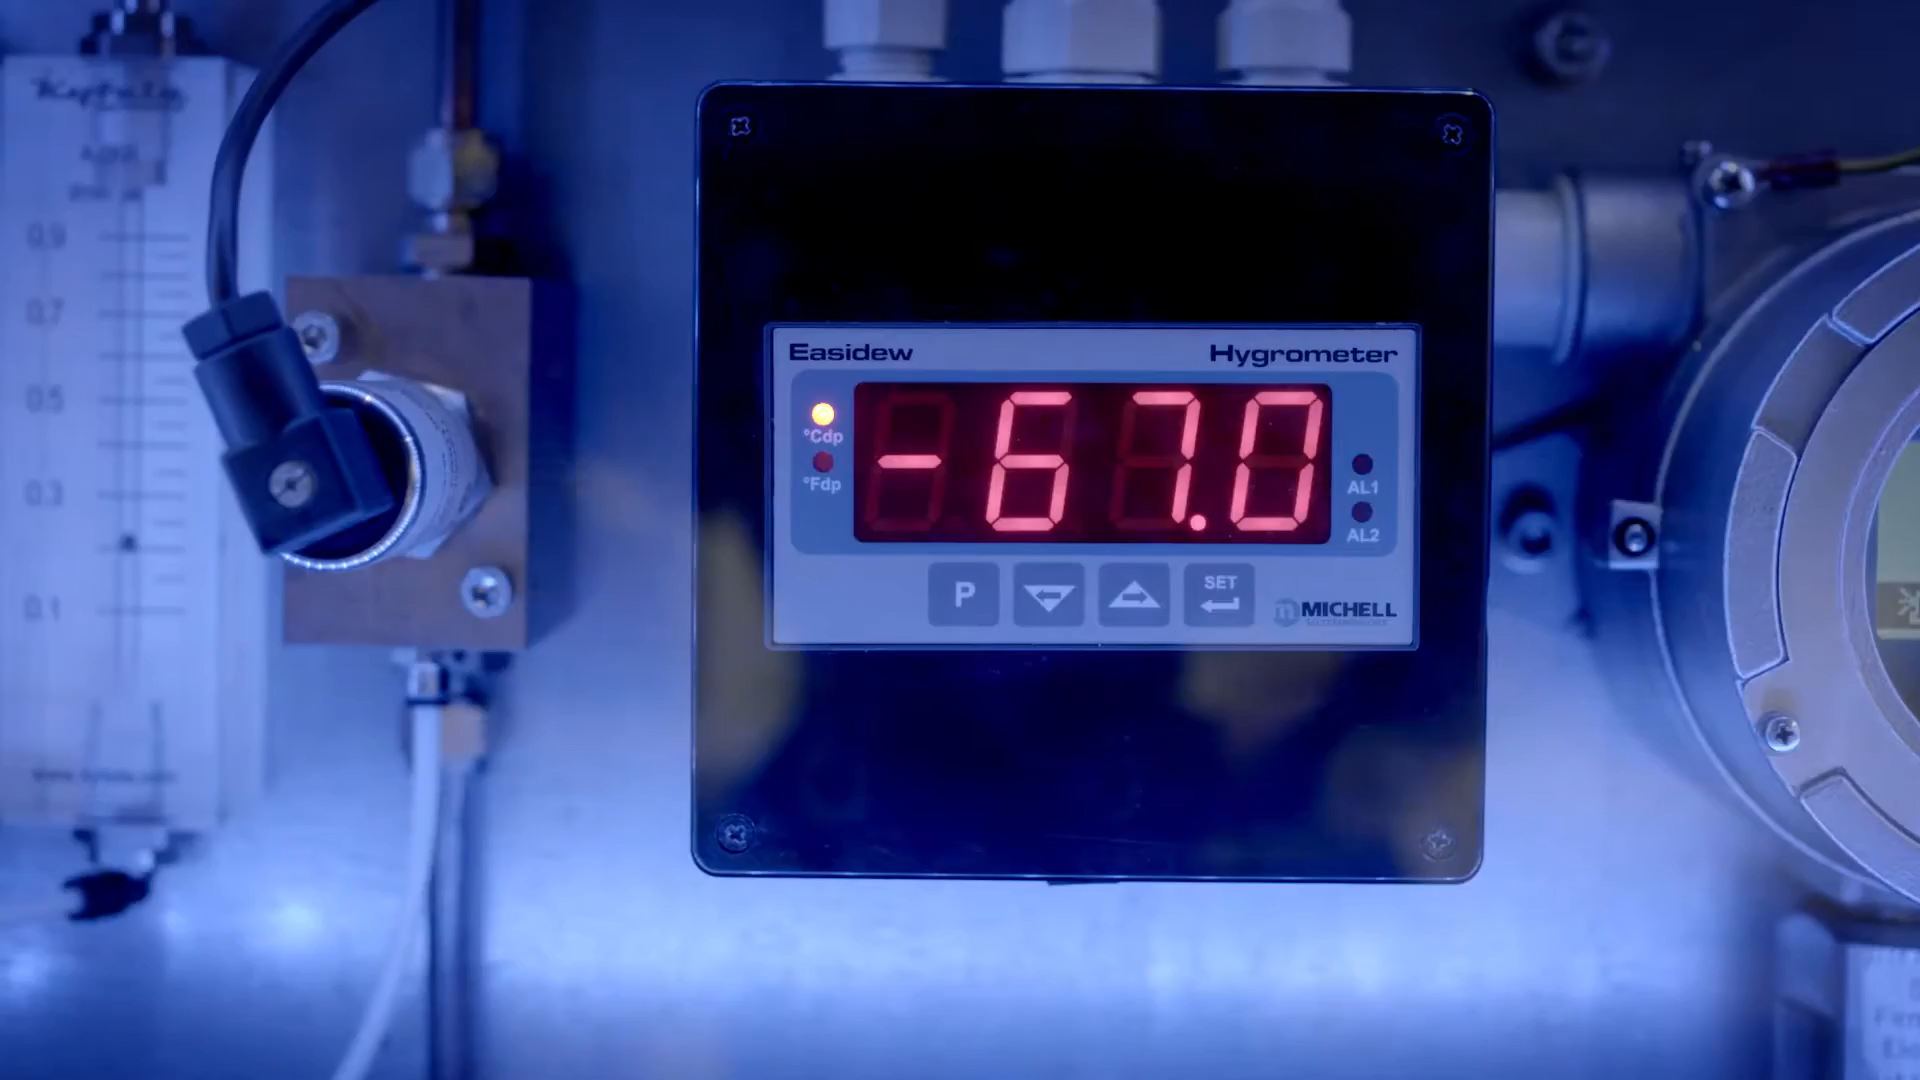 Easidew Hygrometer
°Cdp
-67.0
°Fdp
AL1
AL2
P
SET
MICHELL
Kytola
0.9
0.7
0.5
0.3
0.1